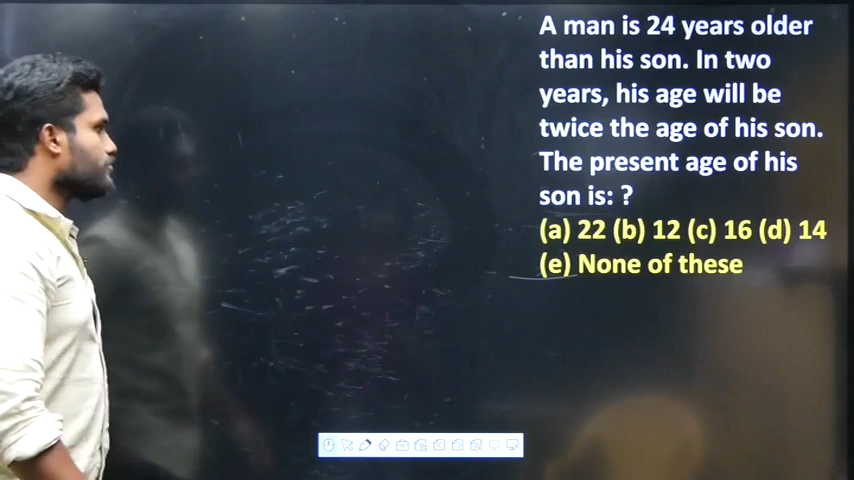 A man is 24 years older
than his son. In two
years, his age will be
twice the age of his son.
The present age of his
son is: ?
(a) 22 (b) 12 (c) 16 (d) 14
(e) None of these